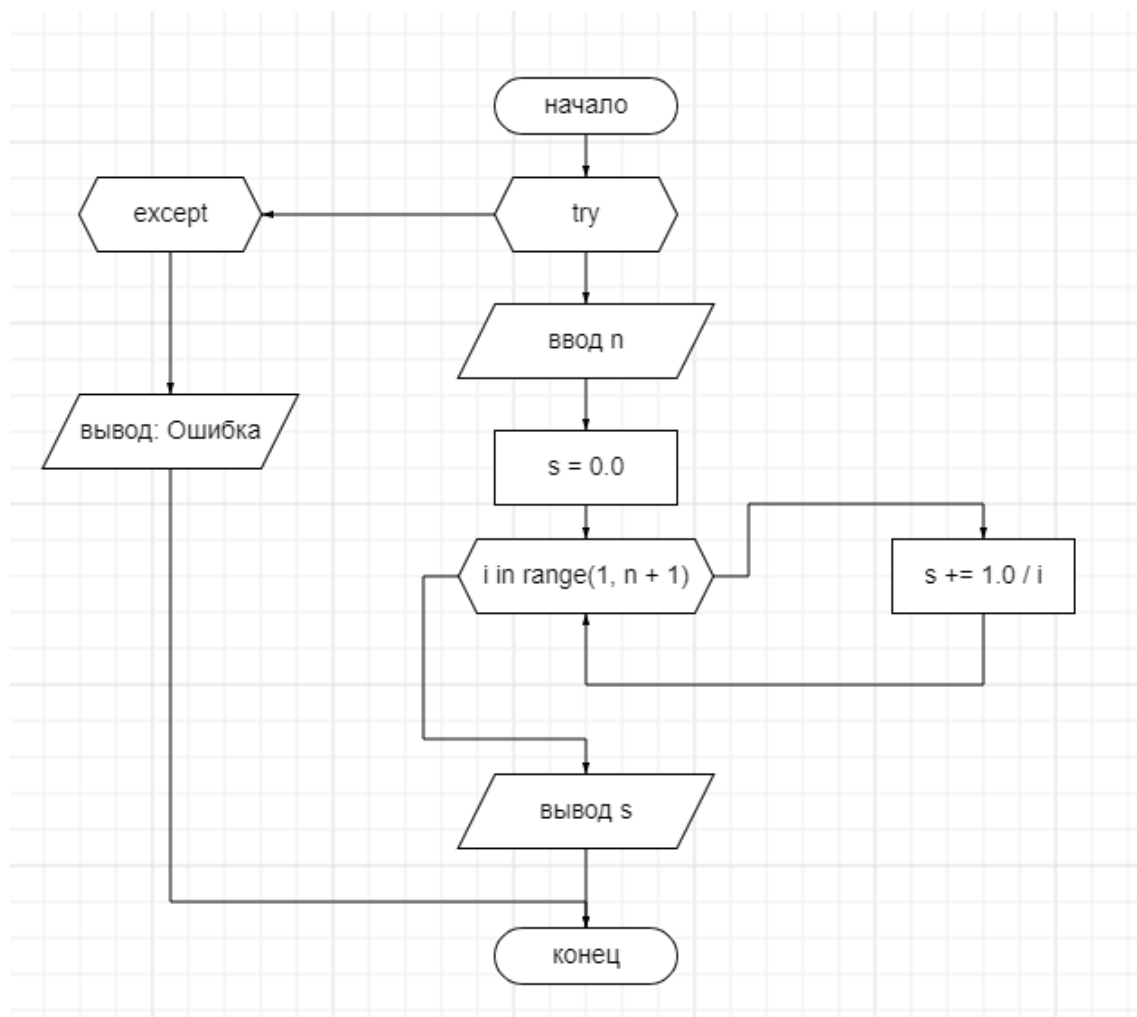 начало
except
try
ввод n
вывод: Ошибка
s = 0.0
i in range(1, n + 1)
s += 1.0 / i
вывод s
конец